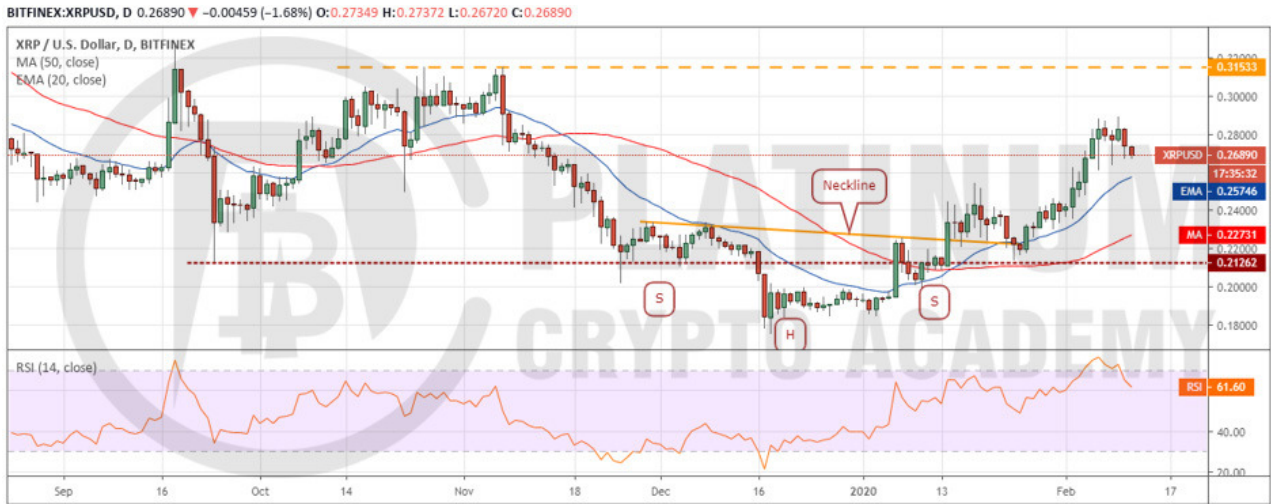 BITFINEX:XRPUSD, D 0.26890 ▼ −0.00459 (−1.68%) O:0.27349 H:0.27372 L:0.26720 C:0.26890
XRP / U.S. Dollar, D, BITFINEX
MA (50, close)
EMA (20, close)
0.32000
0.31533
0.30000
0.28000
XRPUSD 0.26890
17:35:32
EMA 0.25746
0.24000
MA 0.22731
0.22000
0.21262
0.20000
0.18000
Neckline
S
H
S
PLATINUM
CRYPTO ACADEMY
RSI (14, close)
RSI 61.60
40.00
20.00
Sep 16 Oct 14 Nov 18 Dec 16 2020 13 Feb 17